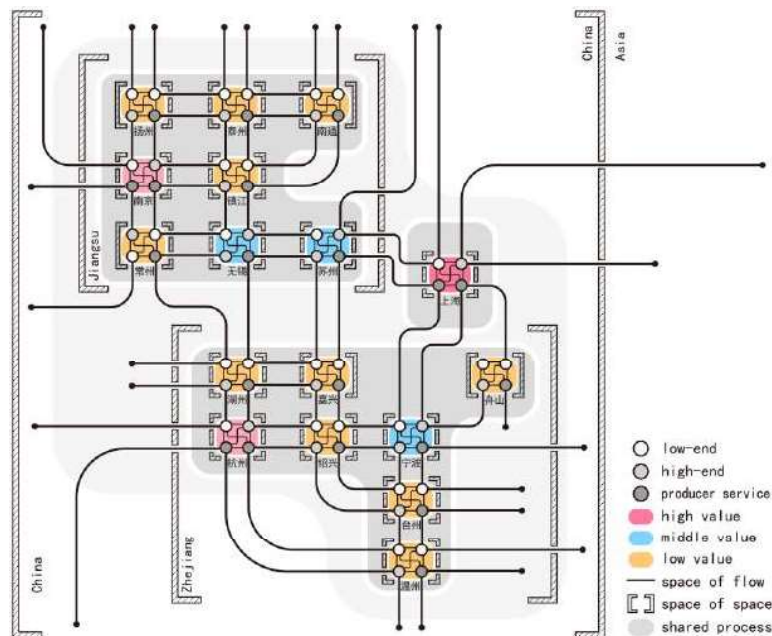 China
Asia
扬州
泰州
南通
南京
镇江
Jiangsu
常州
无锡
苏州
上海
湖州
嘉兴
舟山
杭州
绍兴
宁波
台州
温州
China
Zhejiang
low-end
high-end
producer service
high value
middle value
low value
space of flow
space of space
shared process